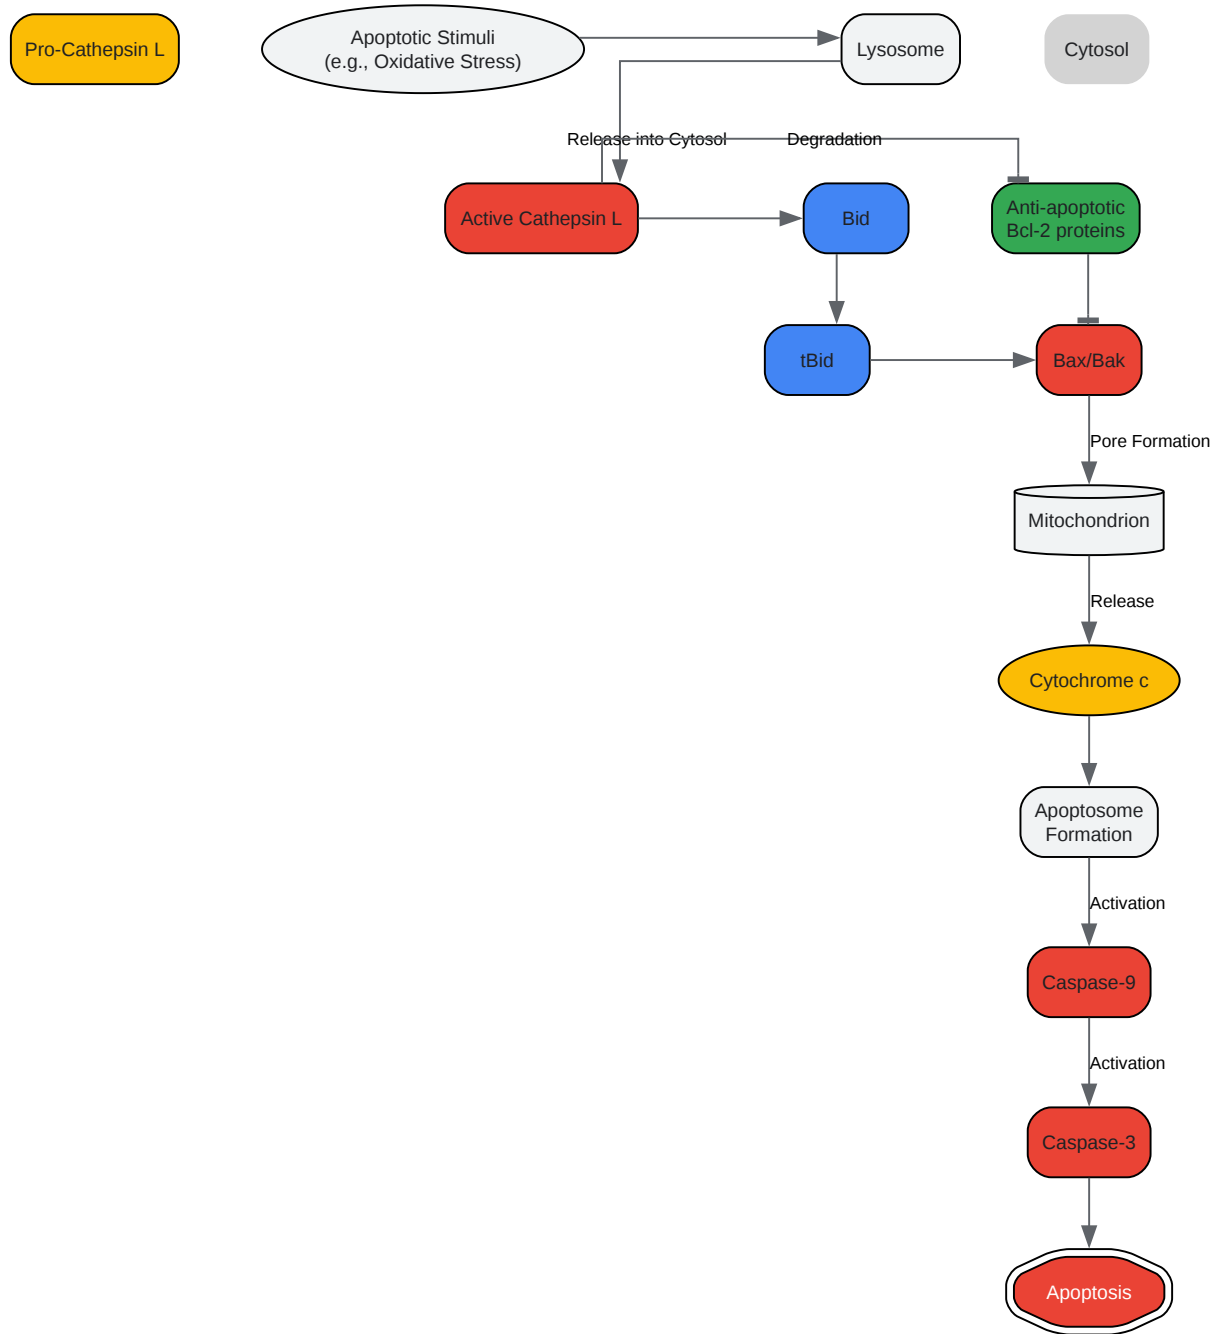 Pro-Cathepsin L
Apoptotic Stimuli
(e.g., Oxidative Stress)
Lysosome
Cytosol
Release into Cytosol
Degradation
Active Cathepsin L
Bid
Anti-apoptotic
Bcl-2 proteins
tBid
Bax/Bak
Pore Formation
Mitochondrion
Release
Cytochrome c
Apoptosome
Formation
Activation
Caspase-9
Activation
Caspase-3
Apoptosis